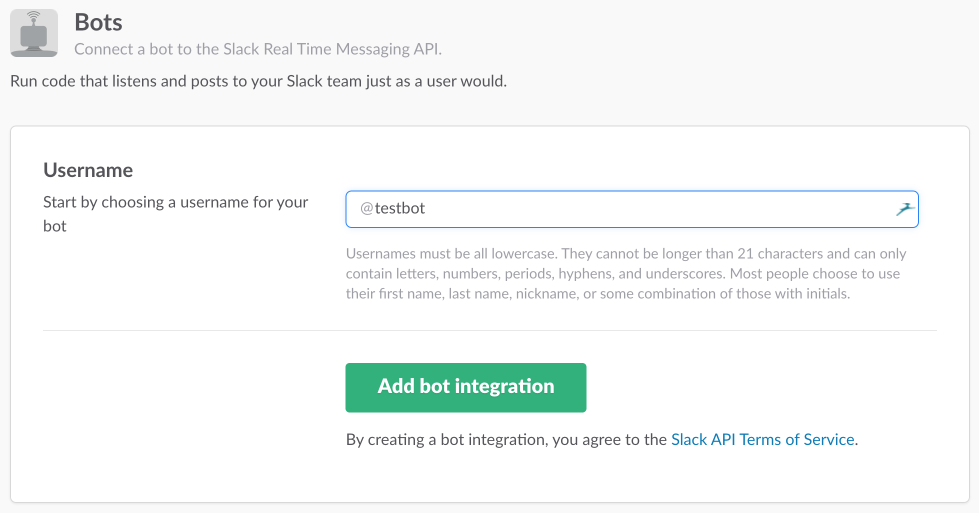 Bots
Connect a bot to the Slack Real Time Messaging API.
Run code that listens and posts to your Slack team just as a user would.
Username
Start by choosing a username for your
bot
@testbot
Usernames must be all lowercase. They cannot be longer than 21 characters and can only
contain letters, numbers, periods, hyphens, and underscores. Most people choose to use
their first name, last name, nickname, or some combination of those with initials.
Add bot integration
By creating a bot integration, you agree to the Slack API Terms of Service.